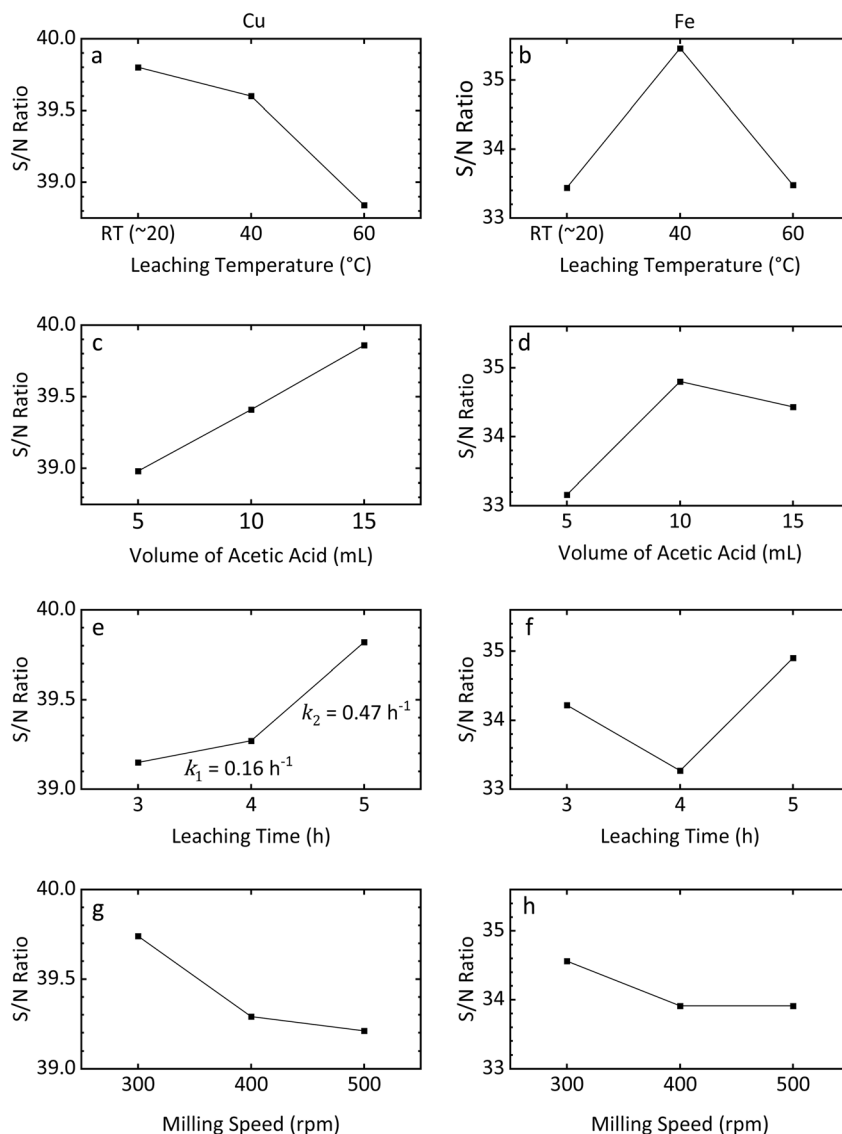 Cu Fe
a
S/N Ratio
40.0
39.5
39.0
RT (~20) 40 60
Leaching Temperature (°C)
b
S/N Ratio
35
34
33
RT (~20) 40 60
Leaching Temperature (°C)
c
S/N Ratio
40.0
39.5
39.0
5 10 15
Volume of Acetic Acid (mL)
d
S/N Ratio
35
34
33
5 10 15
Volume of Acetic Acid (mL)
e
S/N Ratio
40.0
39.5
39.0
k₁ = 0.16 h⁻¹
k₂ = 0.47 h⁻¹
3 4 5
Leaching Time (h)
f
S/N Ratio
35
34
33
3 4 5
Leaching Time (h)
g
S/N Ratio
40.0
39.5
39.0
300 400 500
Milling Speed (rpm)
h
S/N Ratio
35
34
33
300 400 500
Milling Speed (rpm)